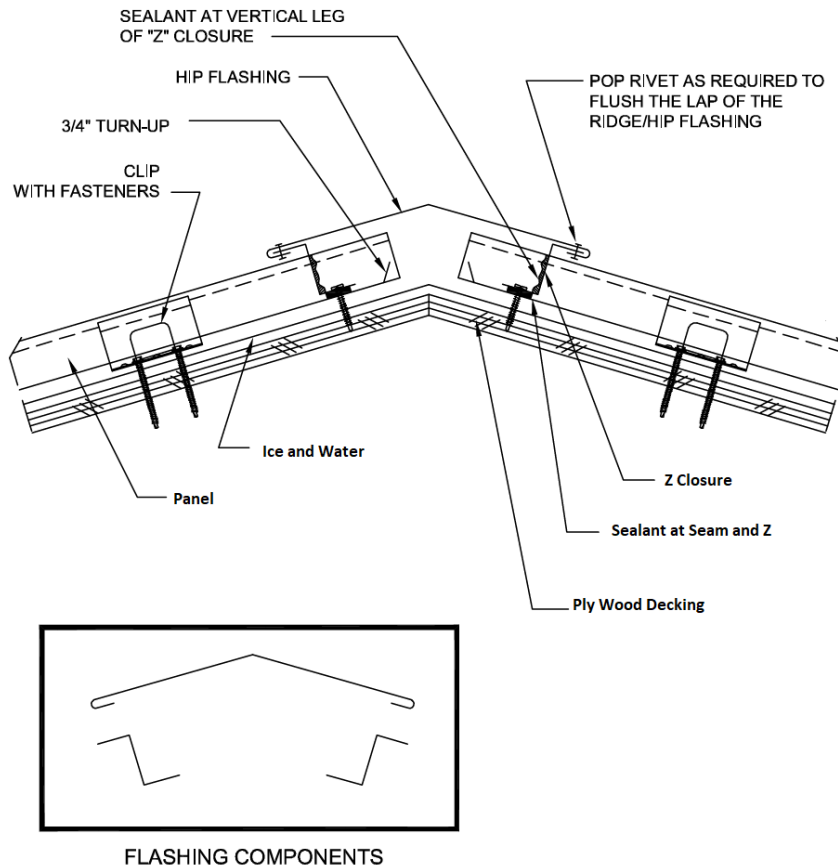 SEALANT AT VERTICAL LEG
OF "Z" CLOSURE
HIP FLASHING
3/4" TURN-UP
CLIP
WITH FASTENERS
POP RIVET AS REQUIRED TO
FLUSH THE LAP OF THE
RIDGE/HIP FLASHING
Ice and Water
Panel
Z Closure
Sealant at Seam and Z
Ply Wood Decking
FLASHING COMPONENTS